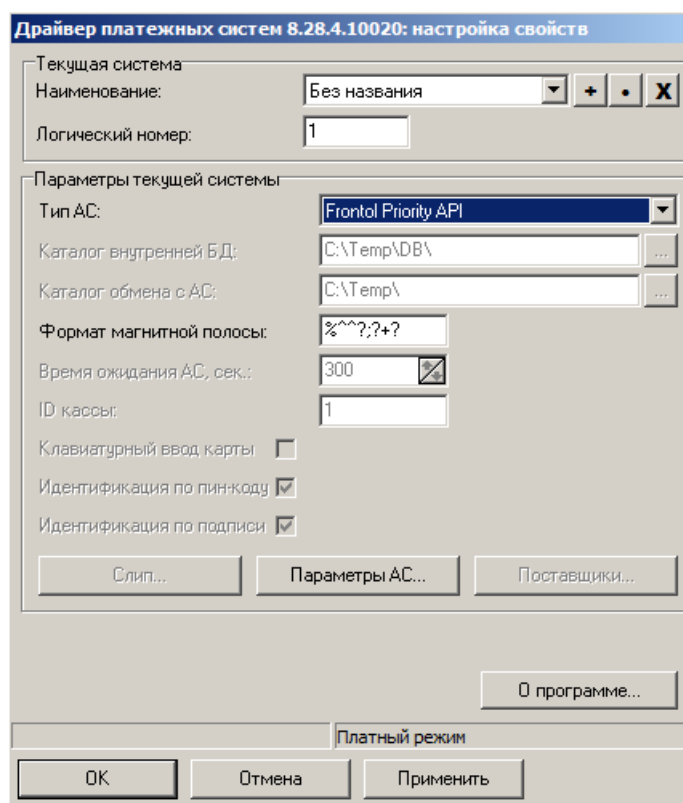 Драйвер платежных систем 8.28.4.10020: настройка свойств
Текущая система
Наименование: Без названия + • X
Логический номер: 1
Параметры текущей системы
Тип АС: Frontol Priority API
Каталог внутренней БД: C:\Temp\DB\ ...
Каталог обмена с АС: C:\Temp\ ...
Формат магнитной полосы: %^^?;?+?
Время ожидания АС, сек.: 300
ID кассы: 1
Клавиатурный ввод карты
Идентификация по пин-коду
Идентификация по подписи
Слип... Параметры АС... Поставщики...
О программе...
Платный режим
OK Отмена Применить